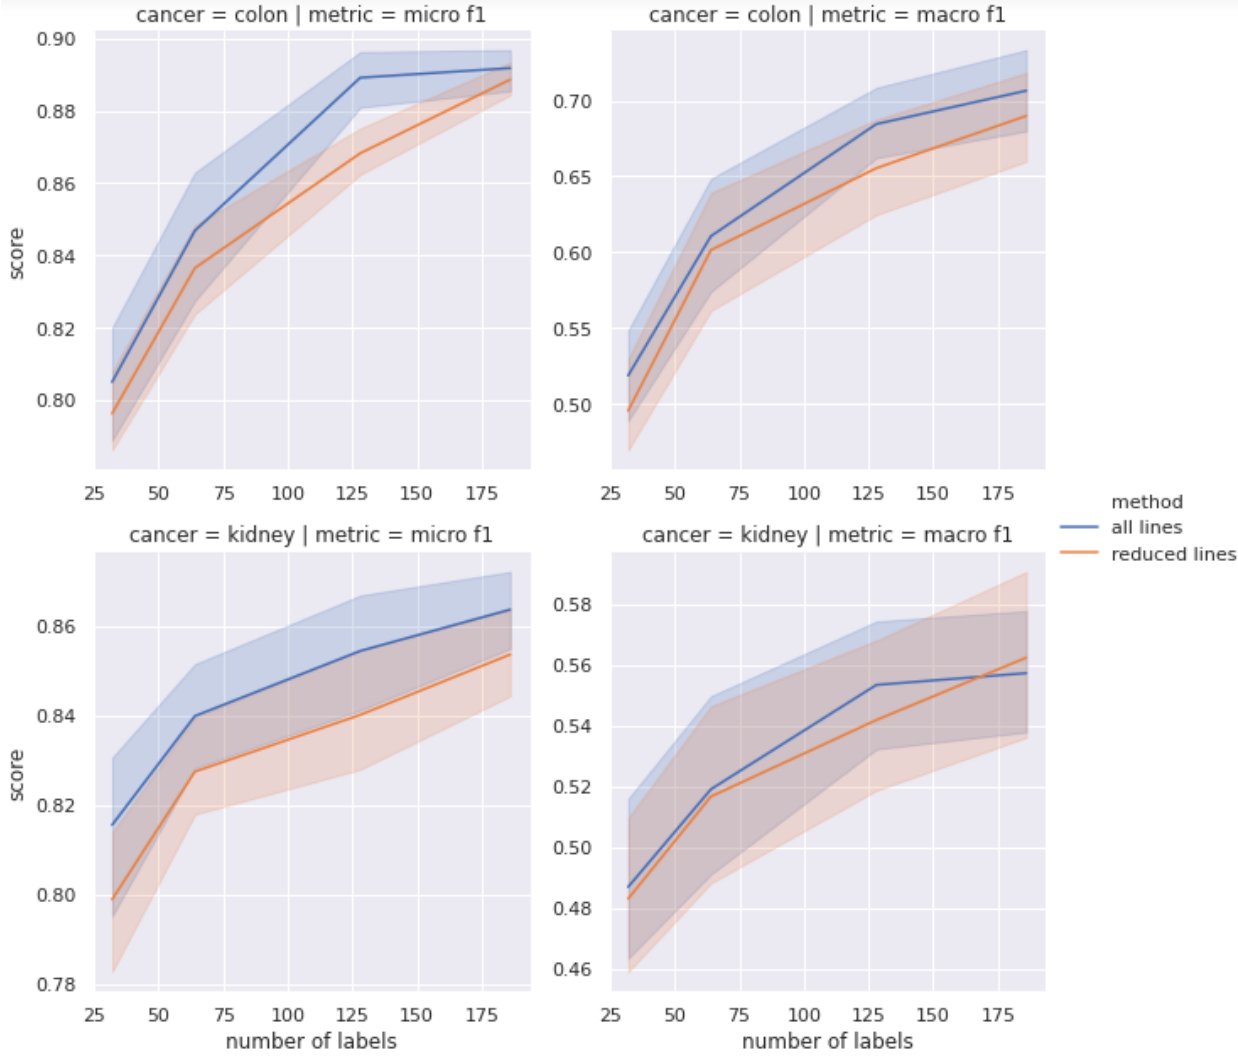 cancer = colon | metric = micro f1
cancer = colon | metric = macro f1
score
0.90
0.88
0.86
0.84
0.82
0.80
0.70
0.65
0.60
0.55
0.50
25 50 75 100 125 150 175
25 50 75 100 125 150 175
method
all lines
reduced lines
cancer = kidney | metric = micro f1
cancer = kidney | metric = macro f1
score
0.86
0.84
0.82
0.80
0.78
0.58
0.56
0.54
0.52
0.50
0.48
0.46
25 50 75 100 125 150 175
25 50 75 100 125 150 175
number of labels
number of labels